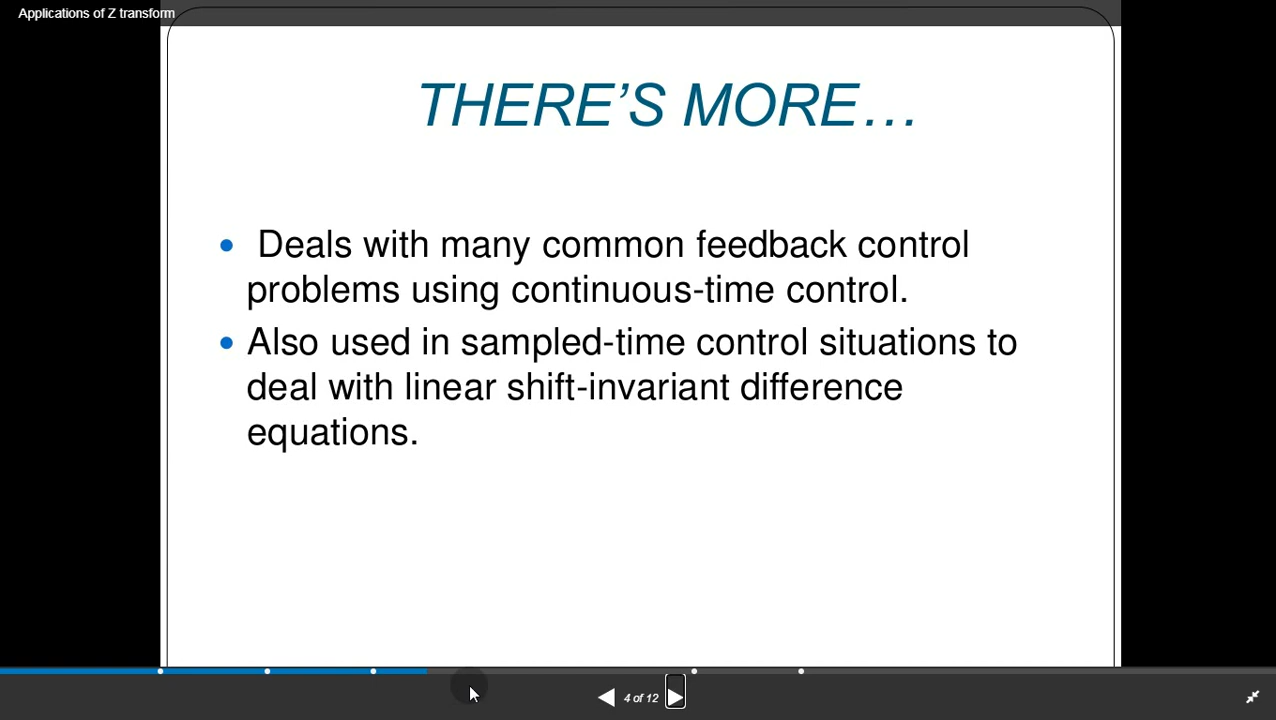 Applications of Z transform
THERE’S MORE…
• Deals with many common feedback control
problems using continuous-time control.
• Also used in sampled-time control situations to
deal with linear shift-invariant difference
equations.
4 of 12